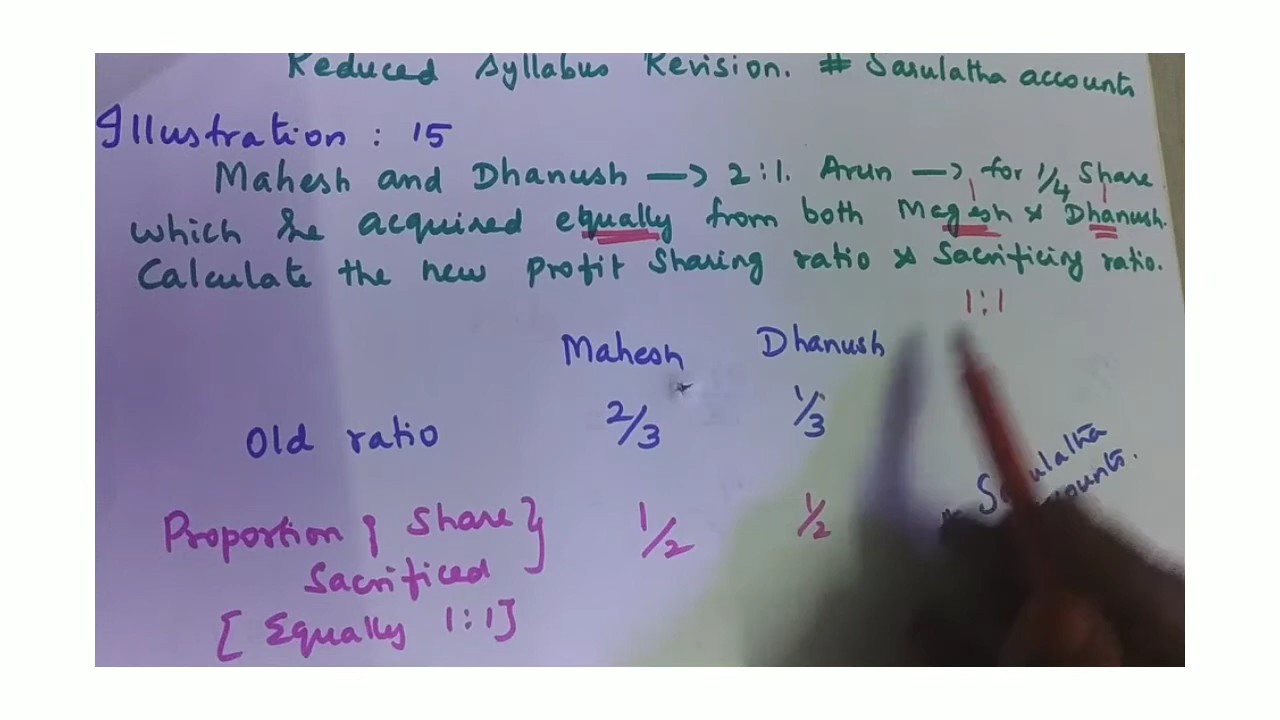 Reduced Syllabus Revision. # Sarulatha accounts
Illustration : 15
Mahesh and Dhanush → 2:1. Arun → for 1/4 Share
which he acquired equally from both Magesh & Dhanush.
Calculate the new profit sharing ratio & Sacrificing ratio.
1:1
Mahesh Dhanush
Old ratio 2/3 1/3
Proportion { Share } 1/2 1/2
Sacrificed
[Equally 1:1]
accounts.